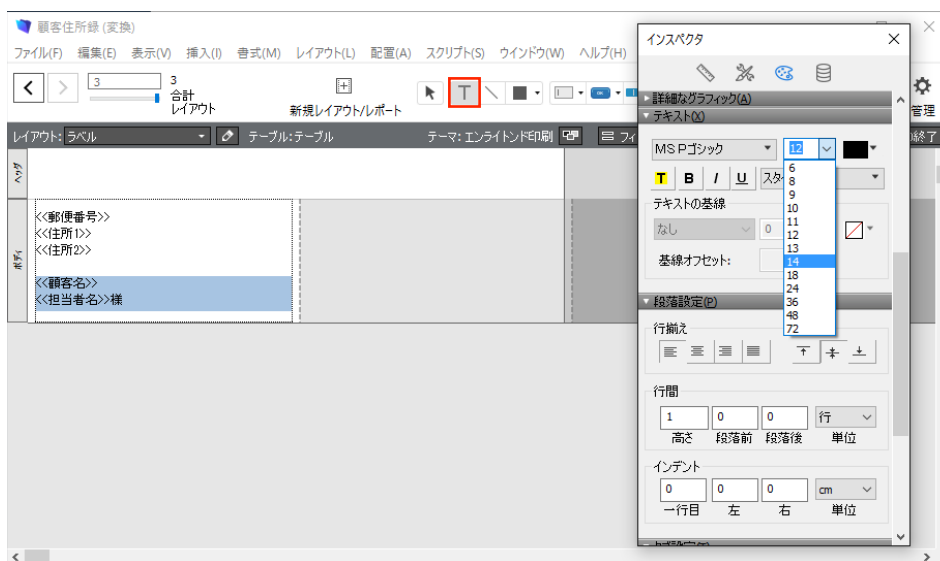 顧客住所録 (変換)
ファイル(F) 編集(E) 表示(V) 挿入(I) 書式(M) レイアウト(L) 配置(A) スクリプト(S) ウインドウ(W) ヘルプ(H)
3
3
合計
レイアウト
新規レイアウト/レポート
T
管理
レイアウト: ラベル
テーブル:テーブル
テーマ: エンライトンド印刷
フィ
終了
ヘッダ
ボディ
<<郵便番号>>
<<住所1>>
<<住所2>>
<<顧客名>>
<<担当者名>>様
インスペクタ
詳細なグラフィック(A)
テキスト(X)
MS Pゴシック
12
T B I U スタ
6
8
9
10
11
12
13
14
18
24
36
48
72
テキストの基線
なし
0
基線オフセット:
段落設定(P)
行揃え
行間
1 0 0 行
高さ 段落前 段落後 単位
インデント
0 0 0 cm
一行目 左 右 単位